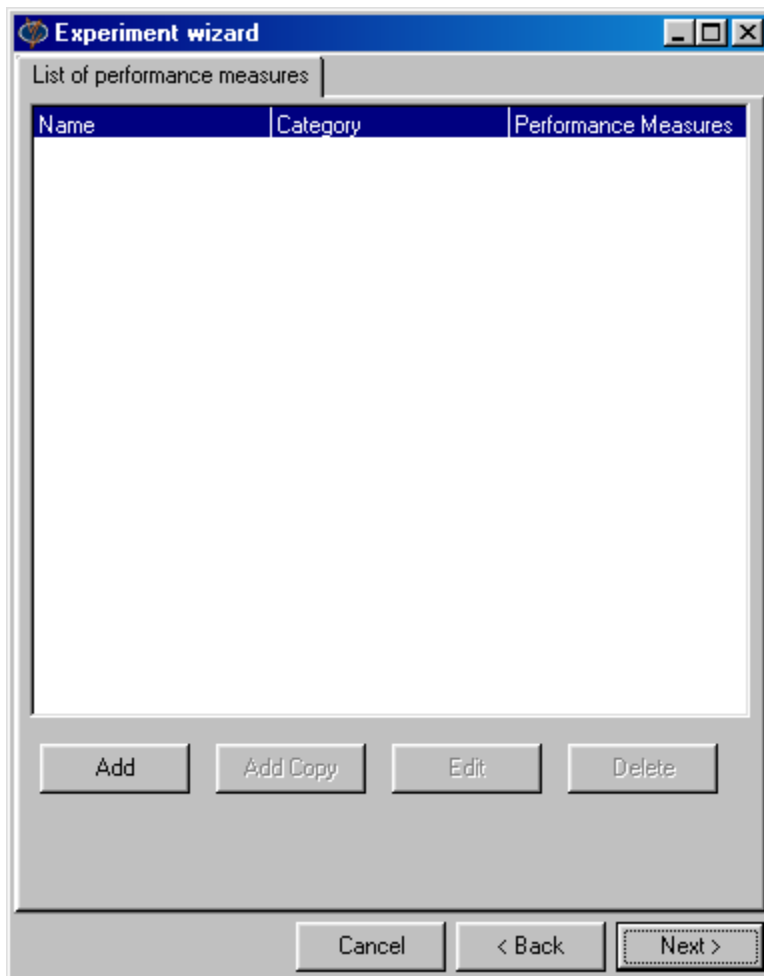 Experiment wizard
List of performance measures
Name Category Performance Measures
Add Add Copy Edit Delete
Cancel < Back Next >